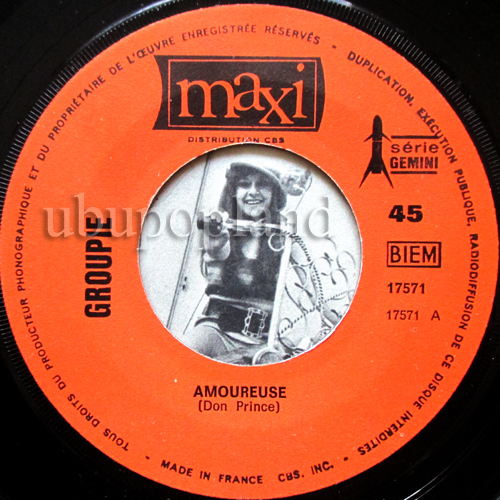 TOUS DROITS DU PRODUCTEUR PHONOGRAPHIQUE ET DU PROPRIÉTAIRE DE L'ŒUVRE ENREGISTRÉE RÉSERVÉS - DUPLICATION, EXÉCUTION PUBLIQUE, RADIODIFFUSION DE CE DISQUE INTERDITES
maxi
DISTRIBUTION CBS
série
GEMINI
ubupopland
GROUPIE
45
BIEM
17571
17571 A
AMOUREUSE
(Don Prince)
- MADE IN FRANCE CBS, INC. -